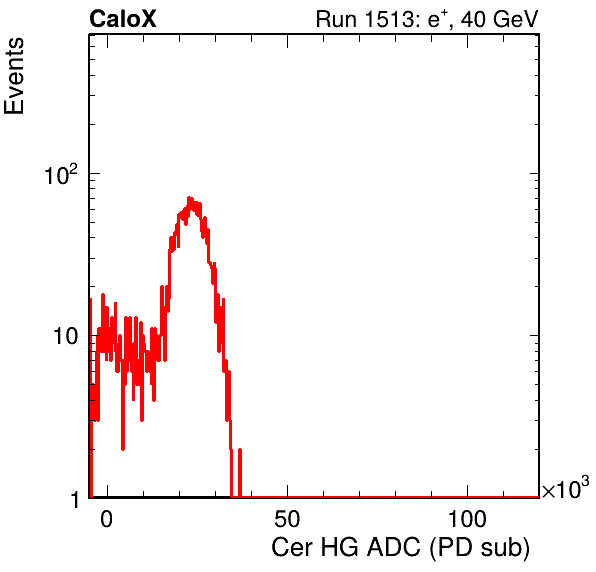 CaloX Run 1513: e⁺, 40 GeV
Events
10²
10
1
0 50 100 ×10³
Cer HG ADC (PD sub)